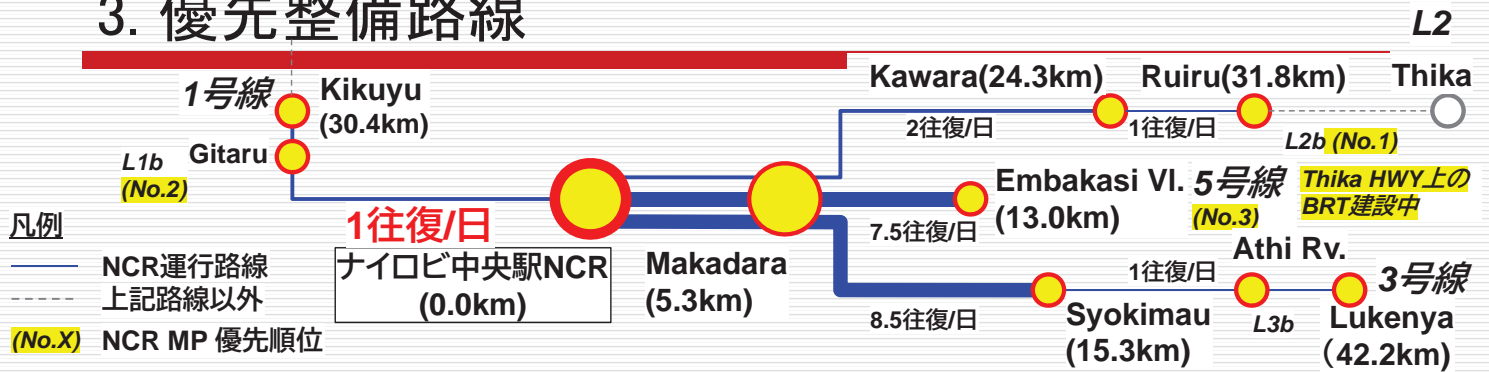 3. 優先整備路線
L2
1号線
Kikuyu
(30.4km)
Kawara(24.3km)
Ruiru(31.8km)
Thika
2往復/日
1往復/日
L2b (No.1)
L1b
(No.2)
Gitaru
Embakasi Vl.
(13.0km)
5号線
(No.3)
Thika HWY上の
BRT建設中
7.5往復/日
凡例
NCR運行路線
上記路線以外
(No.X) NCR MP 優先順位
1往復/日
ナイロビ中央駅NCR
(0.0km)
Makadara
(5.3km)
8.5往復/日
1往復/日
Athi Rv.
3号線
Syokimau
(15.3km)
L3b
Lukenya
(42.2km)